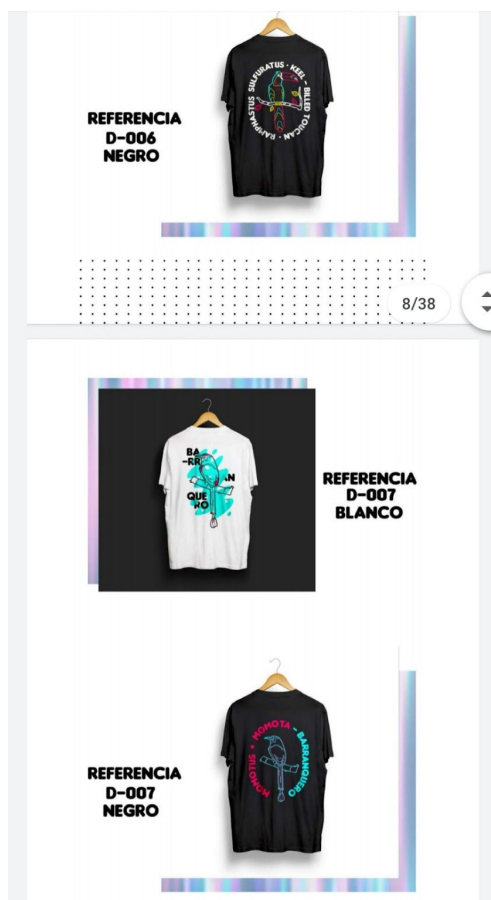 RAMPHASTUS SULFURATUS · KEEL - BILLED TOUCAN ·
REFERENCIA
D-006
NEGRO
8/38
BA
-RR
AN
QUE
RO
REFERENCIA
D-007
BLANCO
MOMOTUS • MOMOTA - BARRANQUERO
REFERENCIA
D-007
NEGRO